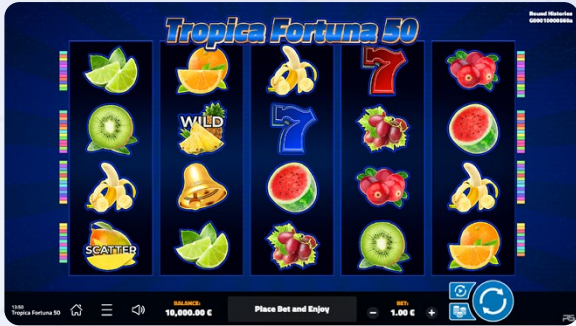 Tropica Fortuna 50
Round Histories
WILD
SCATTER
13:50
Tropica Fortuna 50
BALANCE:
10,000.00 €
Place Bet and Enjoy
BET:
1.00 €